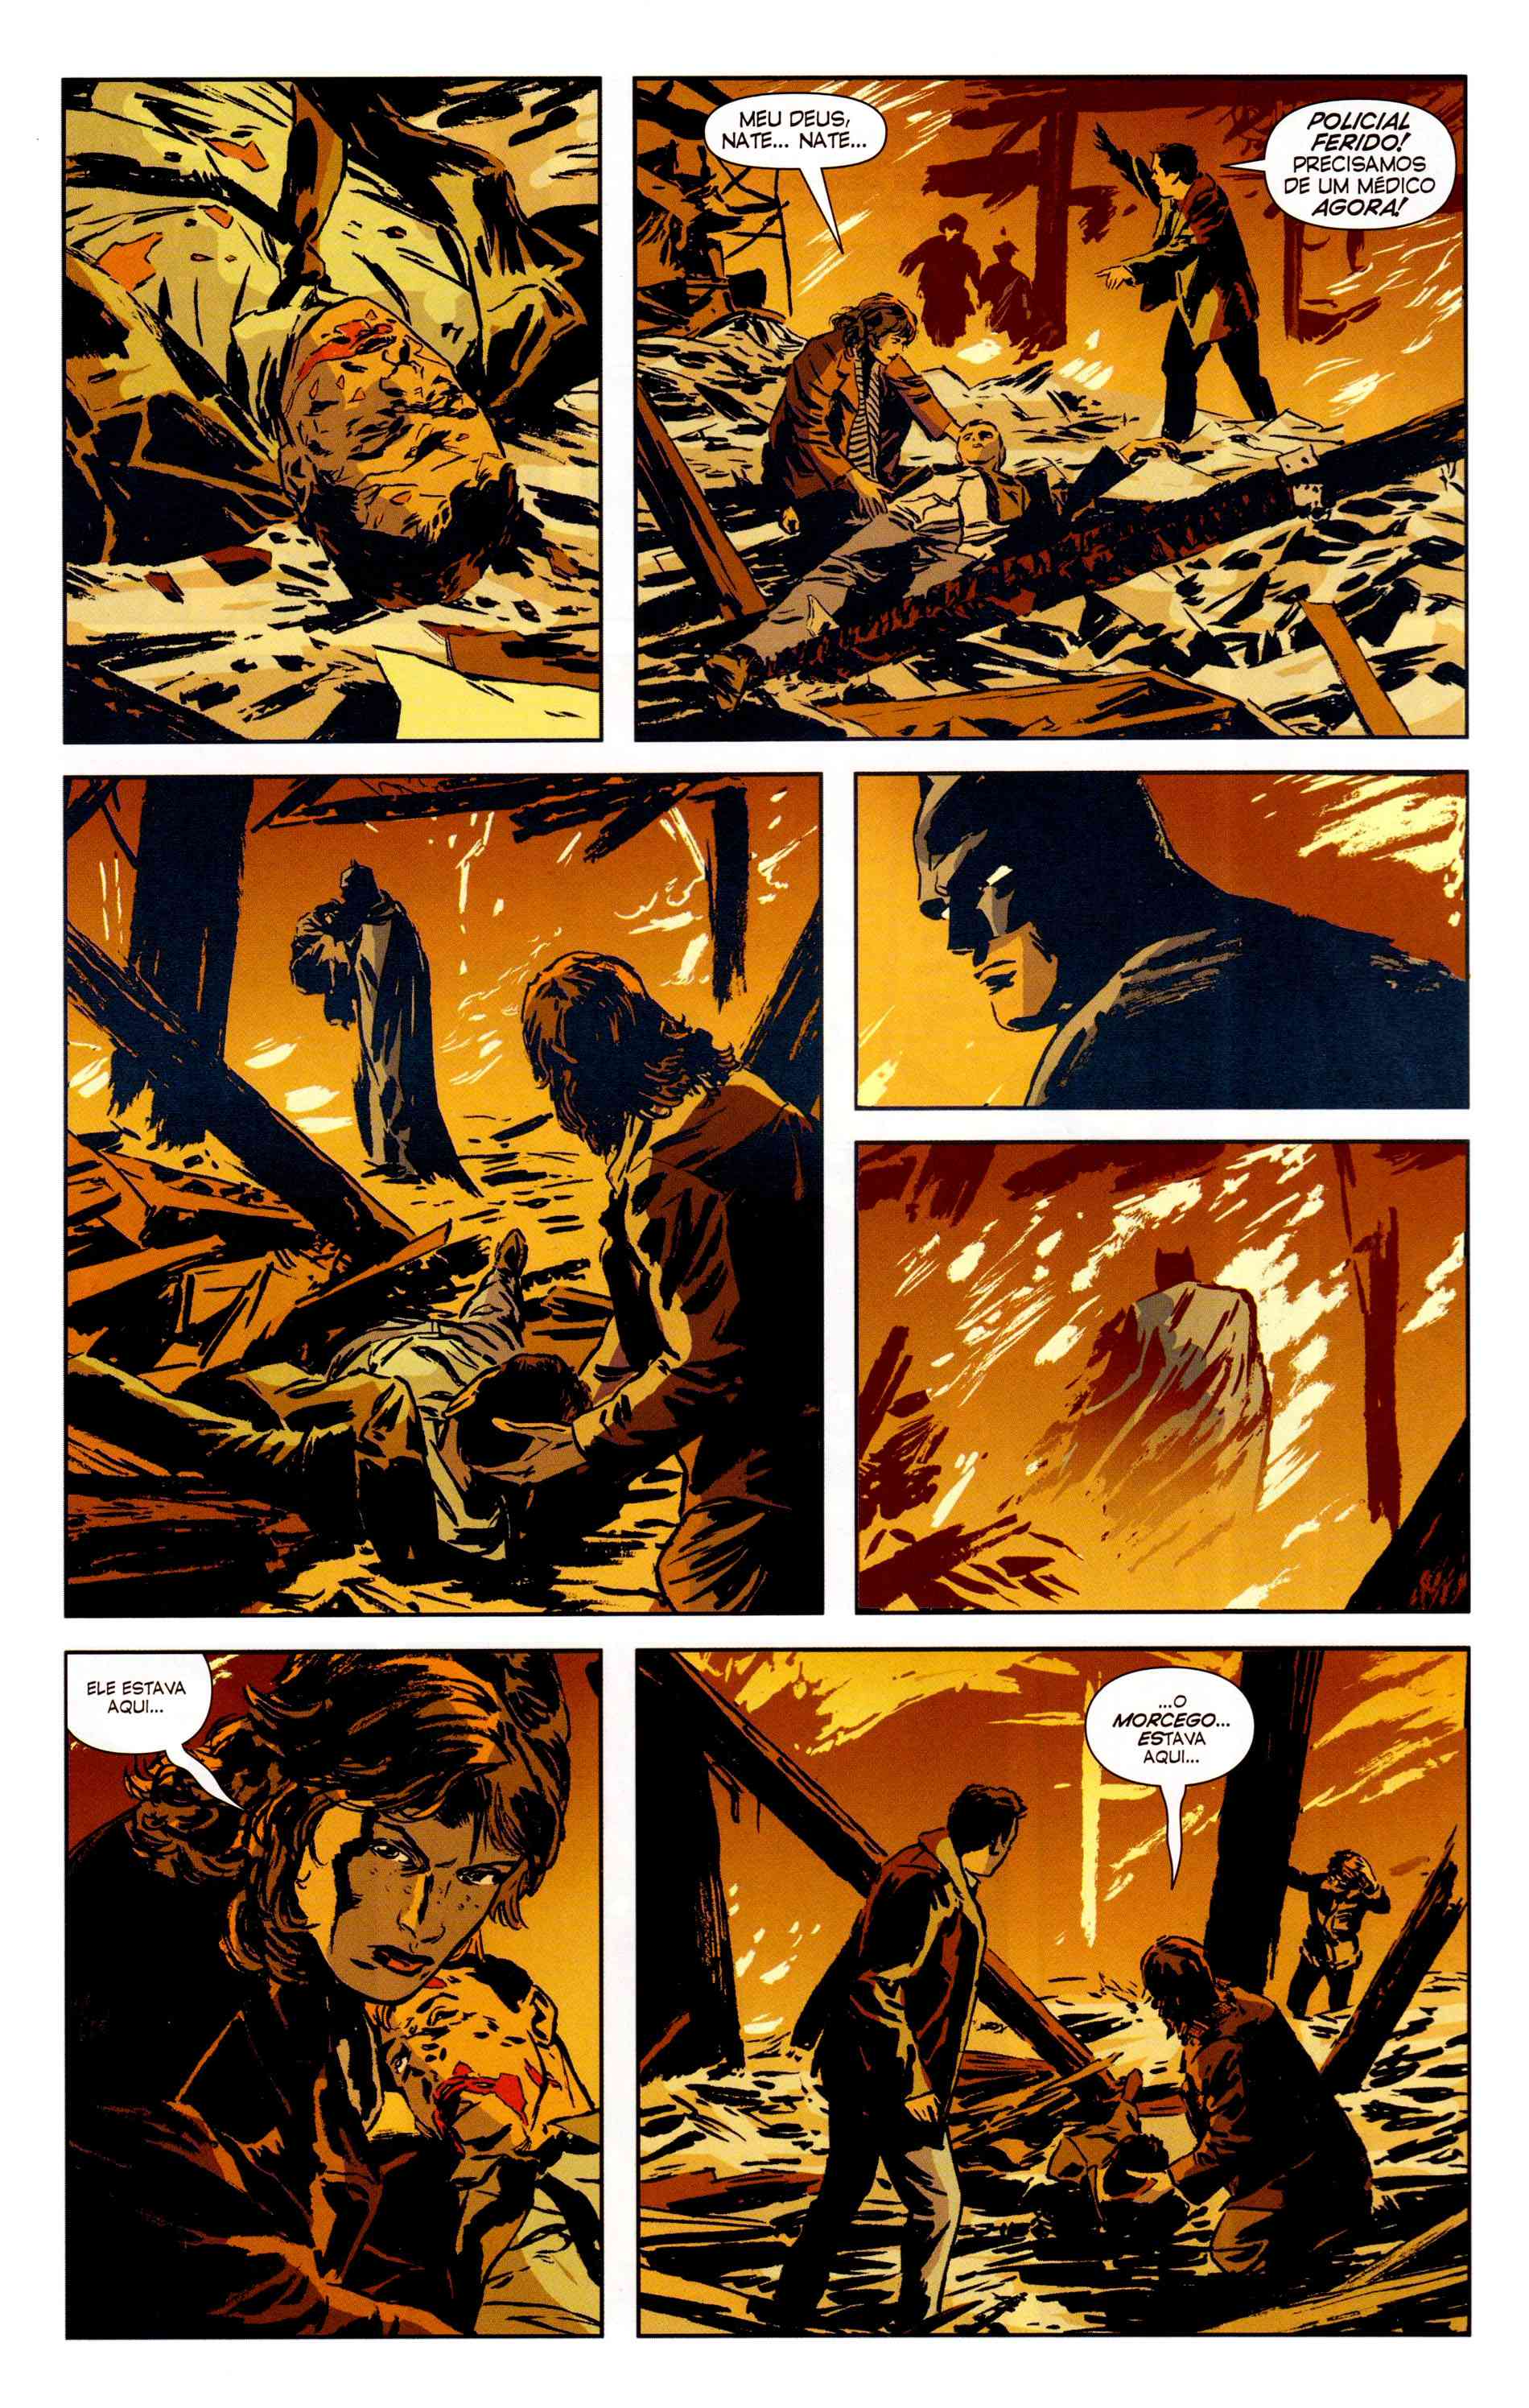 MEU DEUS,
NATE... NATE...
POLICIAL
FERIDO!
PRECISAMOS
DE UM MÉDICO
AGORA!
ELE ESTAVA
AQUI...
...O
MORCEGO...
ESTAVA
AQUI...